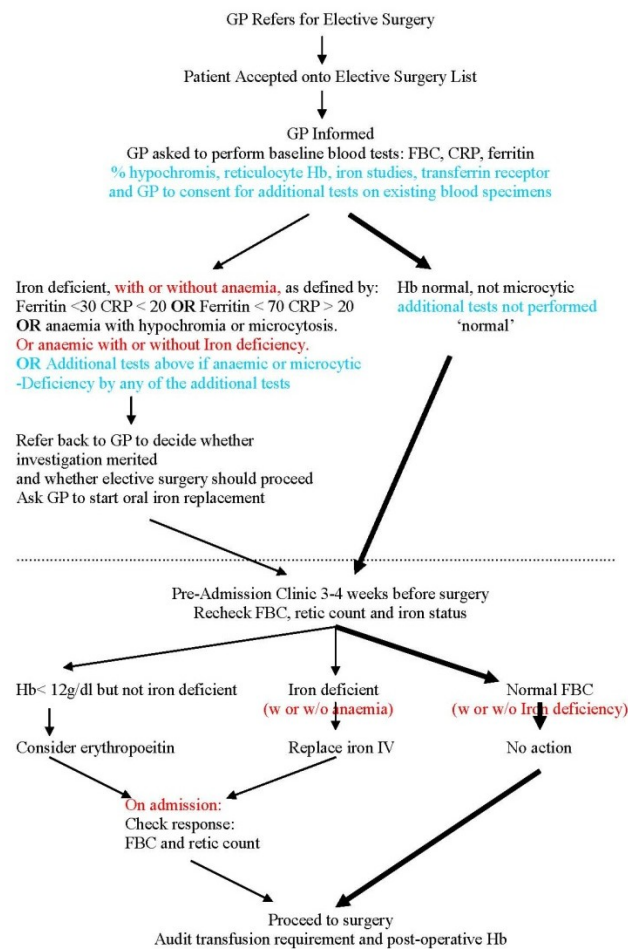 GP Refers for Elective Surgery
Patient Accepted onto Elective Surgery List
GP Informed
GP asked to perform baseline blood tests: FBC, CRP, ferritin
% hypochromis, reticulocyte Hb, iron studies, transferrin receptor
and GP to consent for additional tests on existing blood specimens
Iron deficient, with or without anaemia, as defined by:
Ferritin <30 CRP < 20 OR Ferritin < 70 CRP > 20
OR anaemia with hypochromia or microcytosis.
Or anaemic with or without Iron deficiency.
OR Additional tests above if anaemic or microcytic
-Deficiency by any of the additional tests
Hb normal, not microcytic
additional tests not performed
‘normal’
Refer back to GP to decide whether
investigation merited
and whether elective surgery should proceed
Ask GP to start oral iron replacement
Pre-Admission Clinic 3-4 weeks before surgery
Recheck FBC, retic count and iron status
Hb< 12g/dl but not iron deficient
Iron deficient
(w or w/o anaemia)
Normal FBC
(w or w/o Iron deficiency)
Consider erythropoeitin
Replace iron IV
No action
On admission:
Check response:
FBC and retic count
Proceed to surgery
Audit transfusion requirement and post-operative Hb